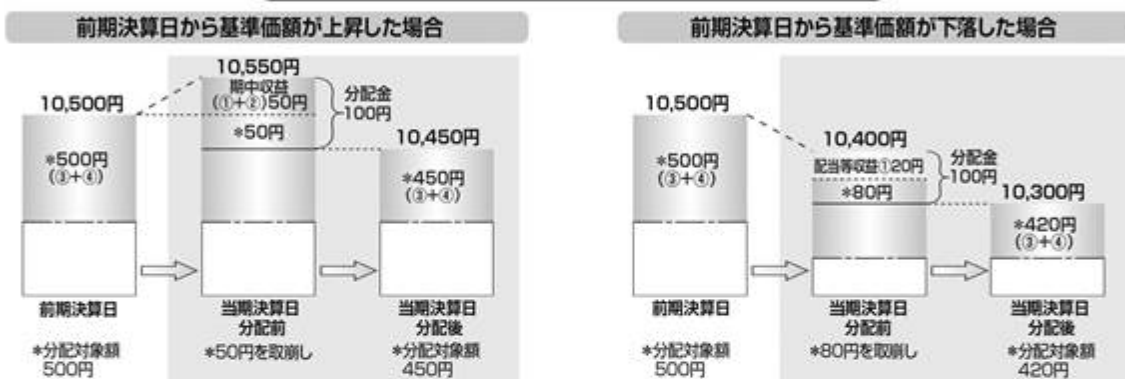 前期決算日から基準価額が上昇した場合
10,550円
期中収益
(①+②)50円
*50円
分配金
100円
10,500円
*500円
(③+④)
10,450円
*450円
(③+④)
前期決算日
当期決算日
分配前
当期決算日
分配後
*分配対象額
500円
*50円を取崩し
*分配対象額
450円
前期決算日から基準価額が下落した場合
10,500円
*500円
(③+④)
10,400円
配当等収益①20円
*80円
分配金
100円
10,300円
*420円
(③+④)
前期決算日
当期決算日
分配前
当期決算日
分配後
*分配対象額
500円
*80円を取崩し
*分配対象額
420円